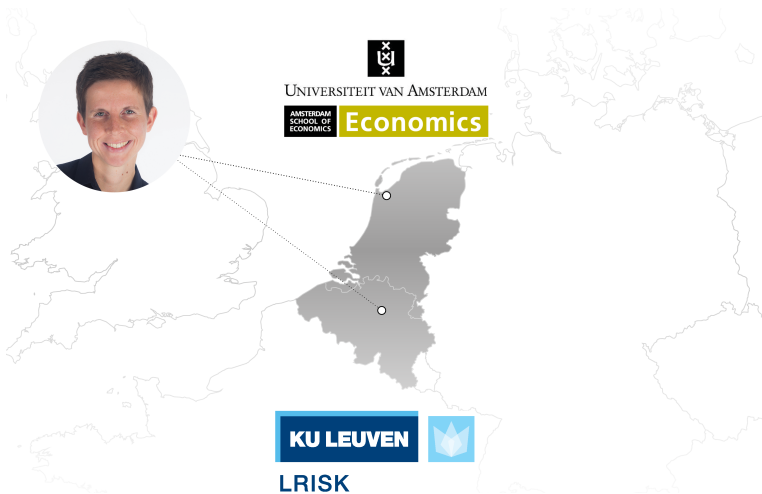 UNIVERSITEIT VAN AMSTERDAM
AMSTERDAM
SCHOOL OF
ECONOMICS
Economics
KU LEUVEN
LRISK